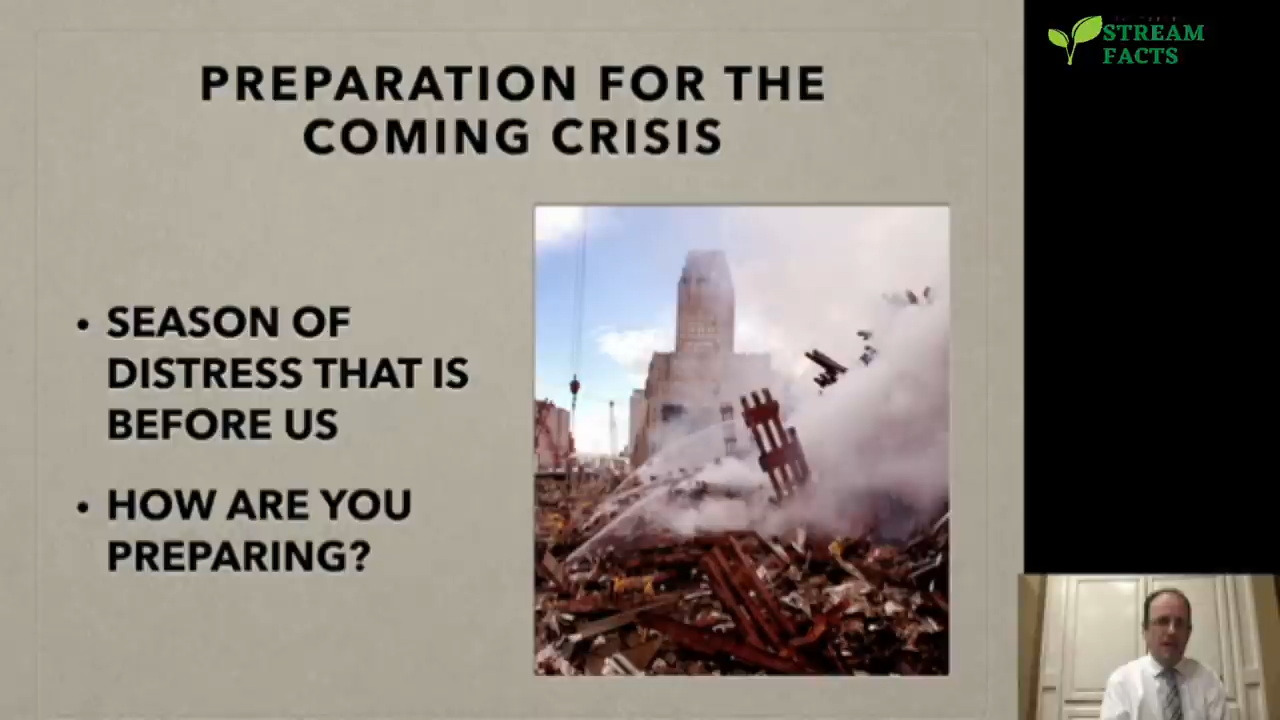 PREPARATION FOR THE
COMING CRISIS
• SEASON OF
DISTRESS THAT IS
BEFORE US
• HOW ARE YOU
PREPARING?
STREAM
FACTS